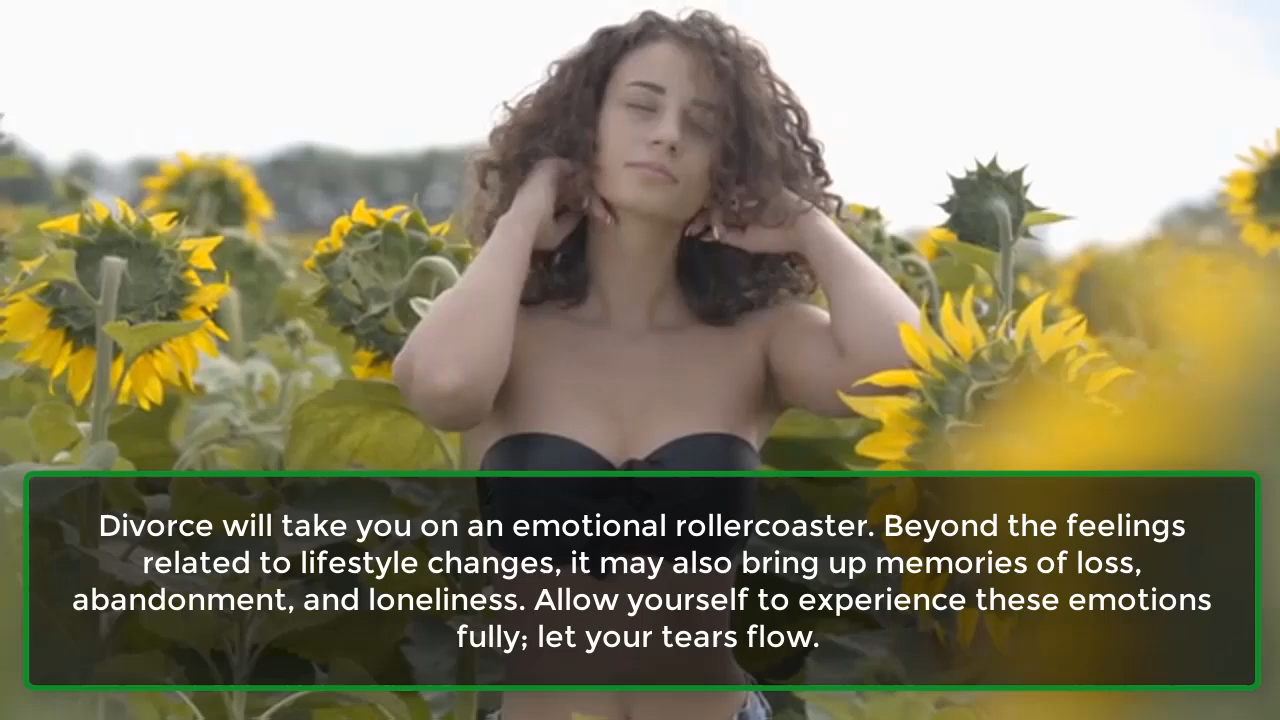 Divorce will take you on an emotional rollercoaster. Beyond the feelings
related to lifestyle changes, it may also bring up memories of loss,
abandonment, and loneliness. Allow yourself to experience these emotions
fully; let your tears flow.